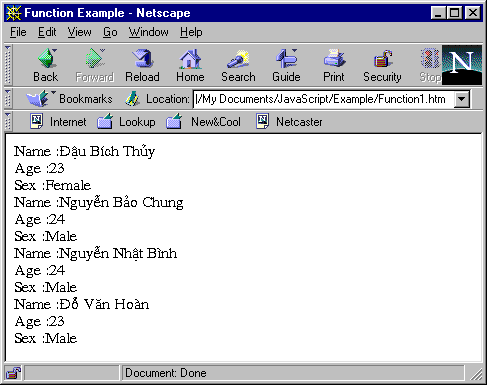 Function Example - Netscape
File Edit View Go Window Help
Back Forward Reload Home Search Guide Print Security Stop N
Bookmarks Location: /My Documents/JavaScript/Example/Function1.htm
Internet Lookup New&Cool Netcaster
Name :Đậu Bích Thủy
Age :23
Sex :Female
Name :Nguyễn Bảo Chung
Age :24
Sex :Male
Name :Nguyễn Nhật Bình
Age :24
Sex :Male
Name :Đỗ Văn Hoàn
Age :23
Sex :Male
Document: Done